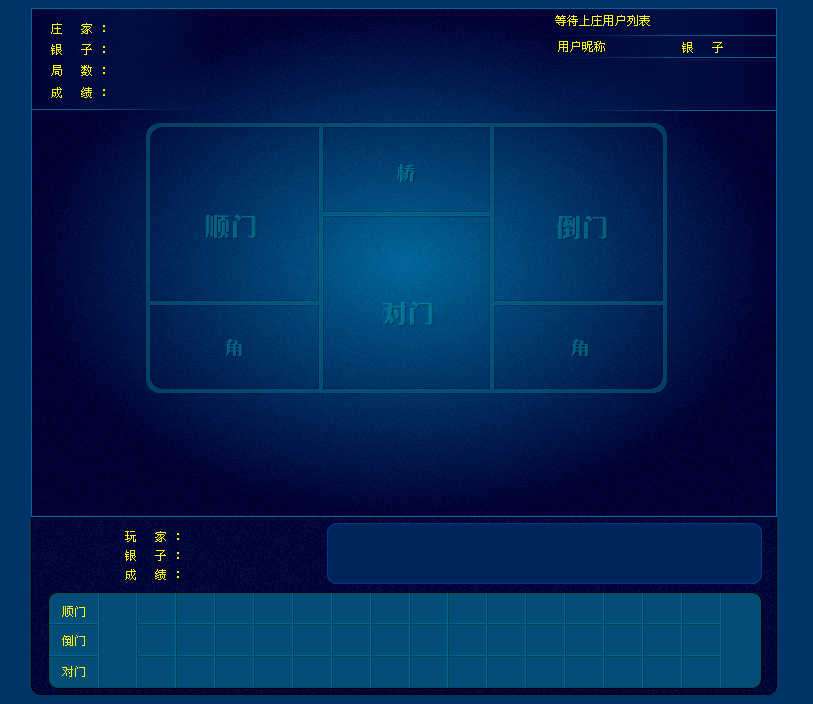 庄 家：
银 子：
局 数：
成 绩：
等待上庄用户列表
用户昵称 银 子
桥
顺门 倒门
对门
角 角
玩 家：
银 子：
成 绩：
顺门
倒门
对门